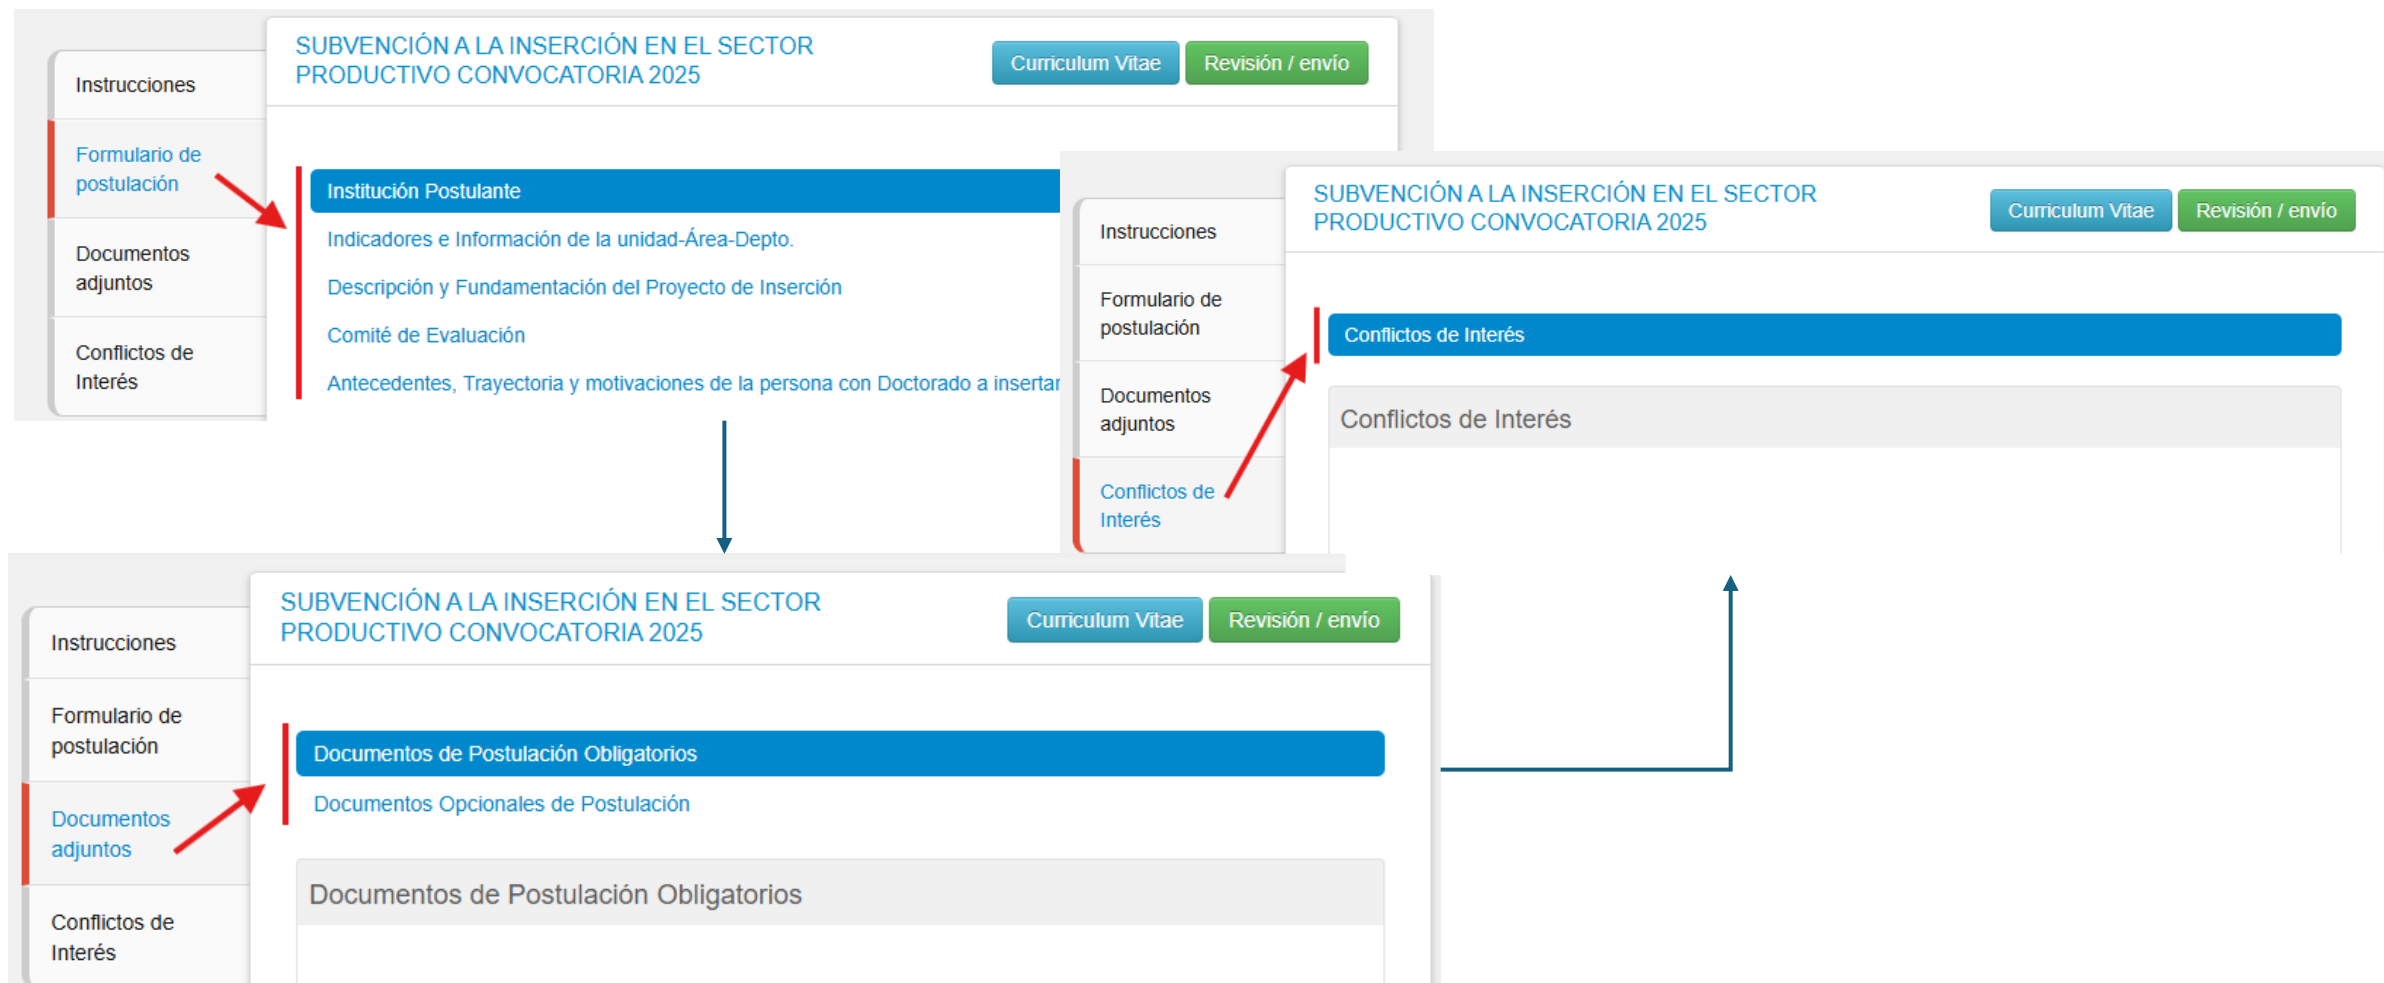 SUBVENCIÓN A LA INSERCIÓN EN EL SECTOR
PRODUCTIVO CONVOCATORIA 2025
Curriculum Vitae
Revisión / envío
Instrucciones
Formulario de
postulación
Documentos
adjuntos
Conflictos de
Interés
Institución Postulante
Indicadores e Información de la unidad-Área-Depto.
Descripción y Fundamentación del Proyecto de Inserción
Comité de Evaluación
Antecedentes, Trayectoria y motivaciones de la persona con Doctorado a insertar
SUBVENCIÓN A LA INSERCIÓN EN EL SECTOR
PRODUCTIVO CONVOCATORIA 2025
Curriculum Vitae
Revisión / envío
Instrucciones
Formulario de
postulación
Documentos
adjuntos
Conflictos de
Interés
Conflictos de Interés
Conflictos de Interés
SUBVENCIÓN A LA INSERCIÓN EN EL SECTOR
PRODUCTIVO CONVOCATORIA 2025
Curriculum Vitae
Revisión / envío
Instrucciones
Formulario de
postulación
Documentos
adjuntos
Conflictos de
Interés
Documentos de Postulación Obligatorios
Documentos Opcionales de Postulación
Documentos de Postulación Obligatorios